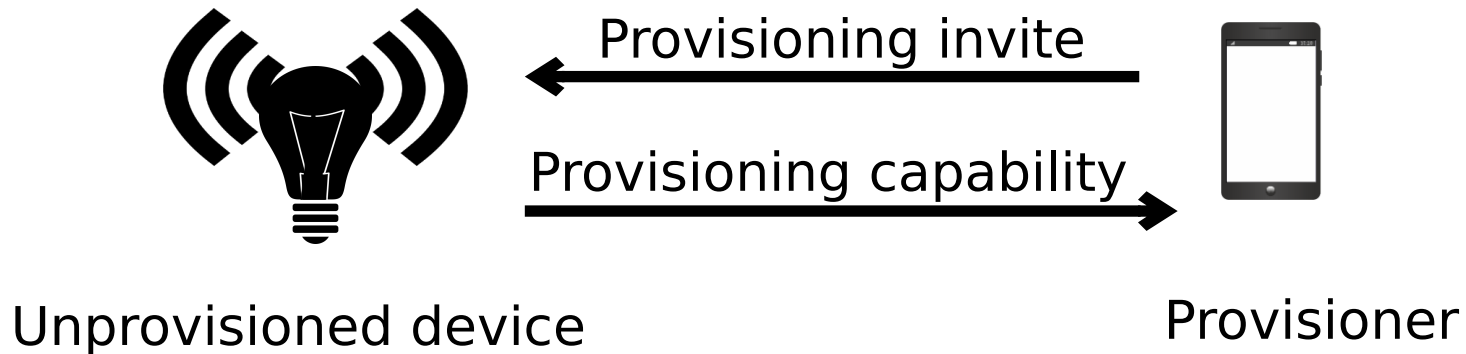 Provisioning invite
Provisioning capability
Unprovisioned device
Provisioner